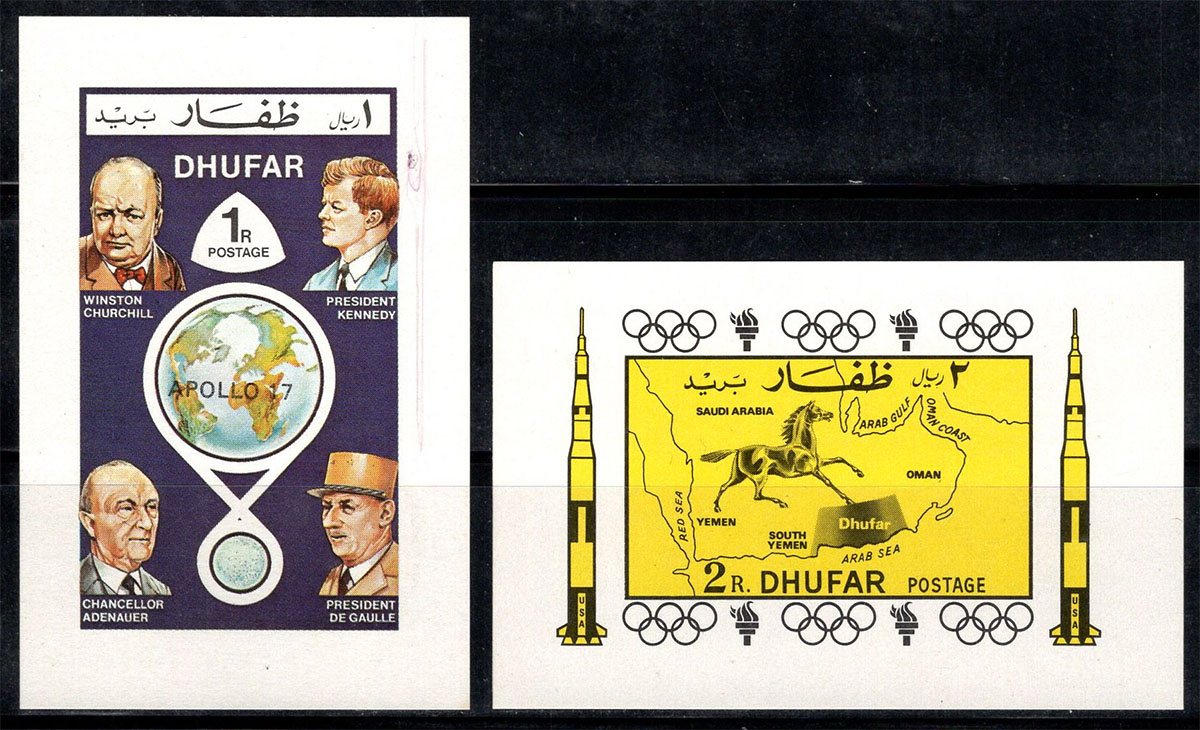 ١ ريال ظفار بريد
DHUFAR
1R
POSTAGE
WINSTON
CHURCHILL
PRESIDENT
KENNEDY
APOLLO 17
CHANCELLOR
ADENAUER
PRESIDENT
DE GAULLE
٢ ريال ظفار بريد
SAUDI ARABIA
ARAB GULF
OMAN COAST
OMAN
RED SEA
YEMEN
SOUTH
YEMEN
Dhufar
ARAB SEA
2R. DHUFAR POSTAGE
USA
USA